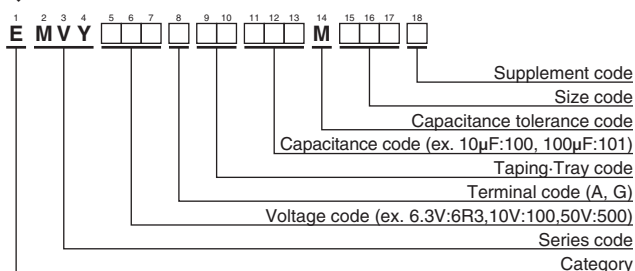 1 2 3 4 5 6 7 8 9 10 11 12 13 14 15 16 17 18
E M V Y M
Supplement code
Size code
Capacitance tolerance code
Capacitance code (ex. 10µF:100, 100µF:101)
Taping·Tray code
Terminal code (A, G)
Voltage code (ex. 6.3V:6R3,10V:100,50V:500)
Series code
Category